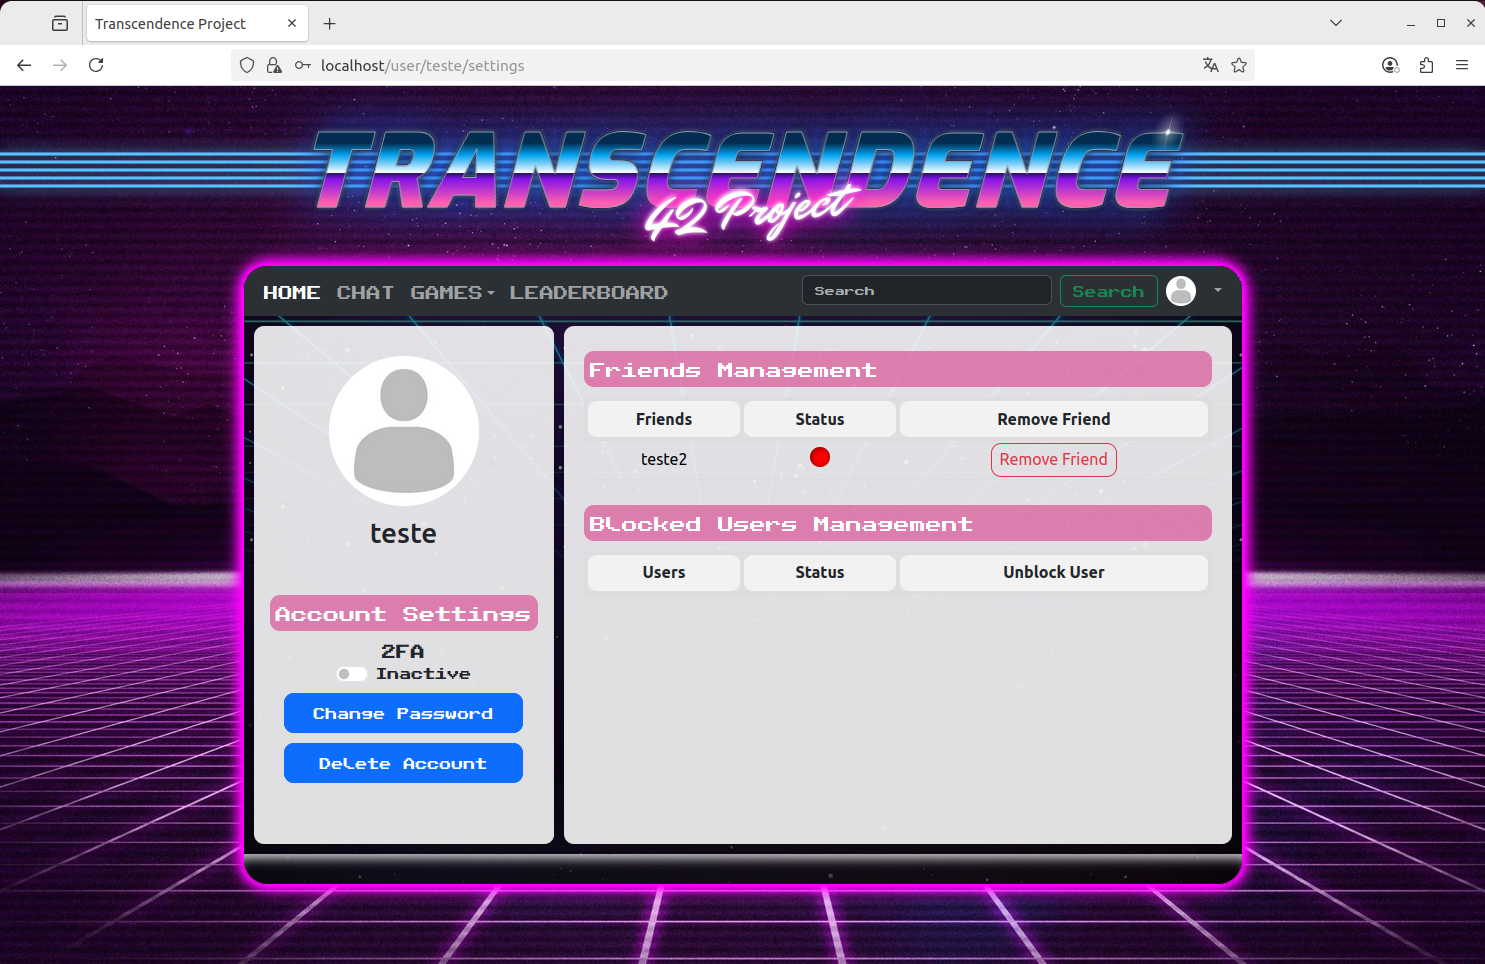 Transcendence Project
localhost/user/teste/settings
TRANSCENDENCE
42 Project
HOME CHAT GAMES LEADERBOARD Search Search
teste
Account Settings
2FA
Inactive
Change Password
Delete Account
Friends Management
Friends Status Remove Friend
teste2 Remove Friend
Blocked Users Management
Users Status Unblock User